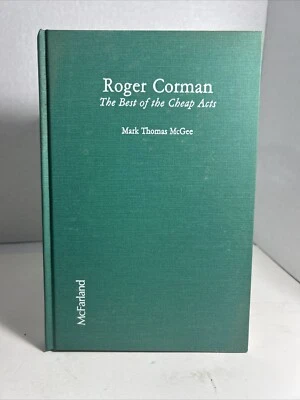 Roger Corman
The Best of the Cheap Acts
Mark Thomas McGee
McFarland